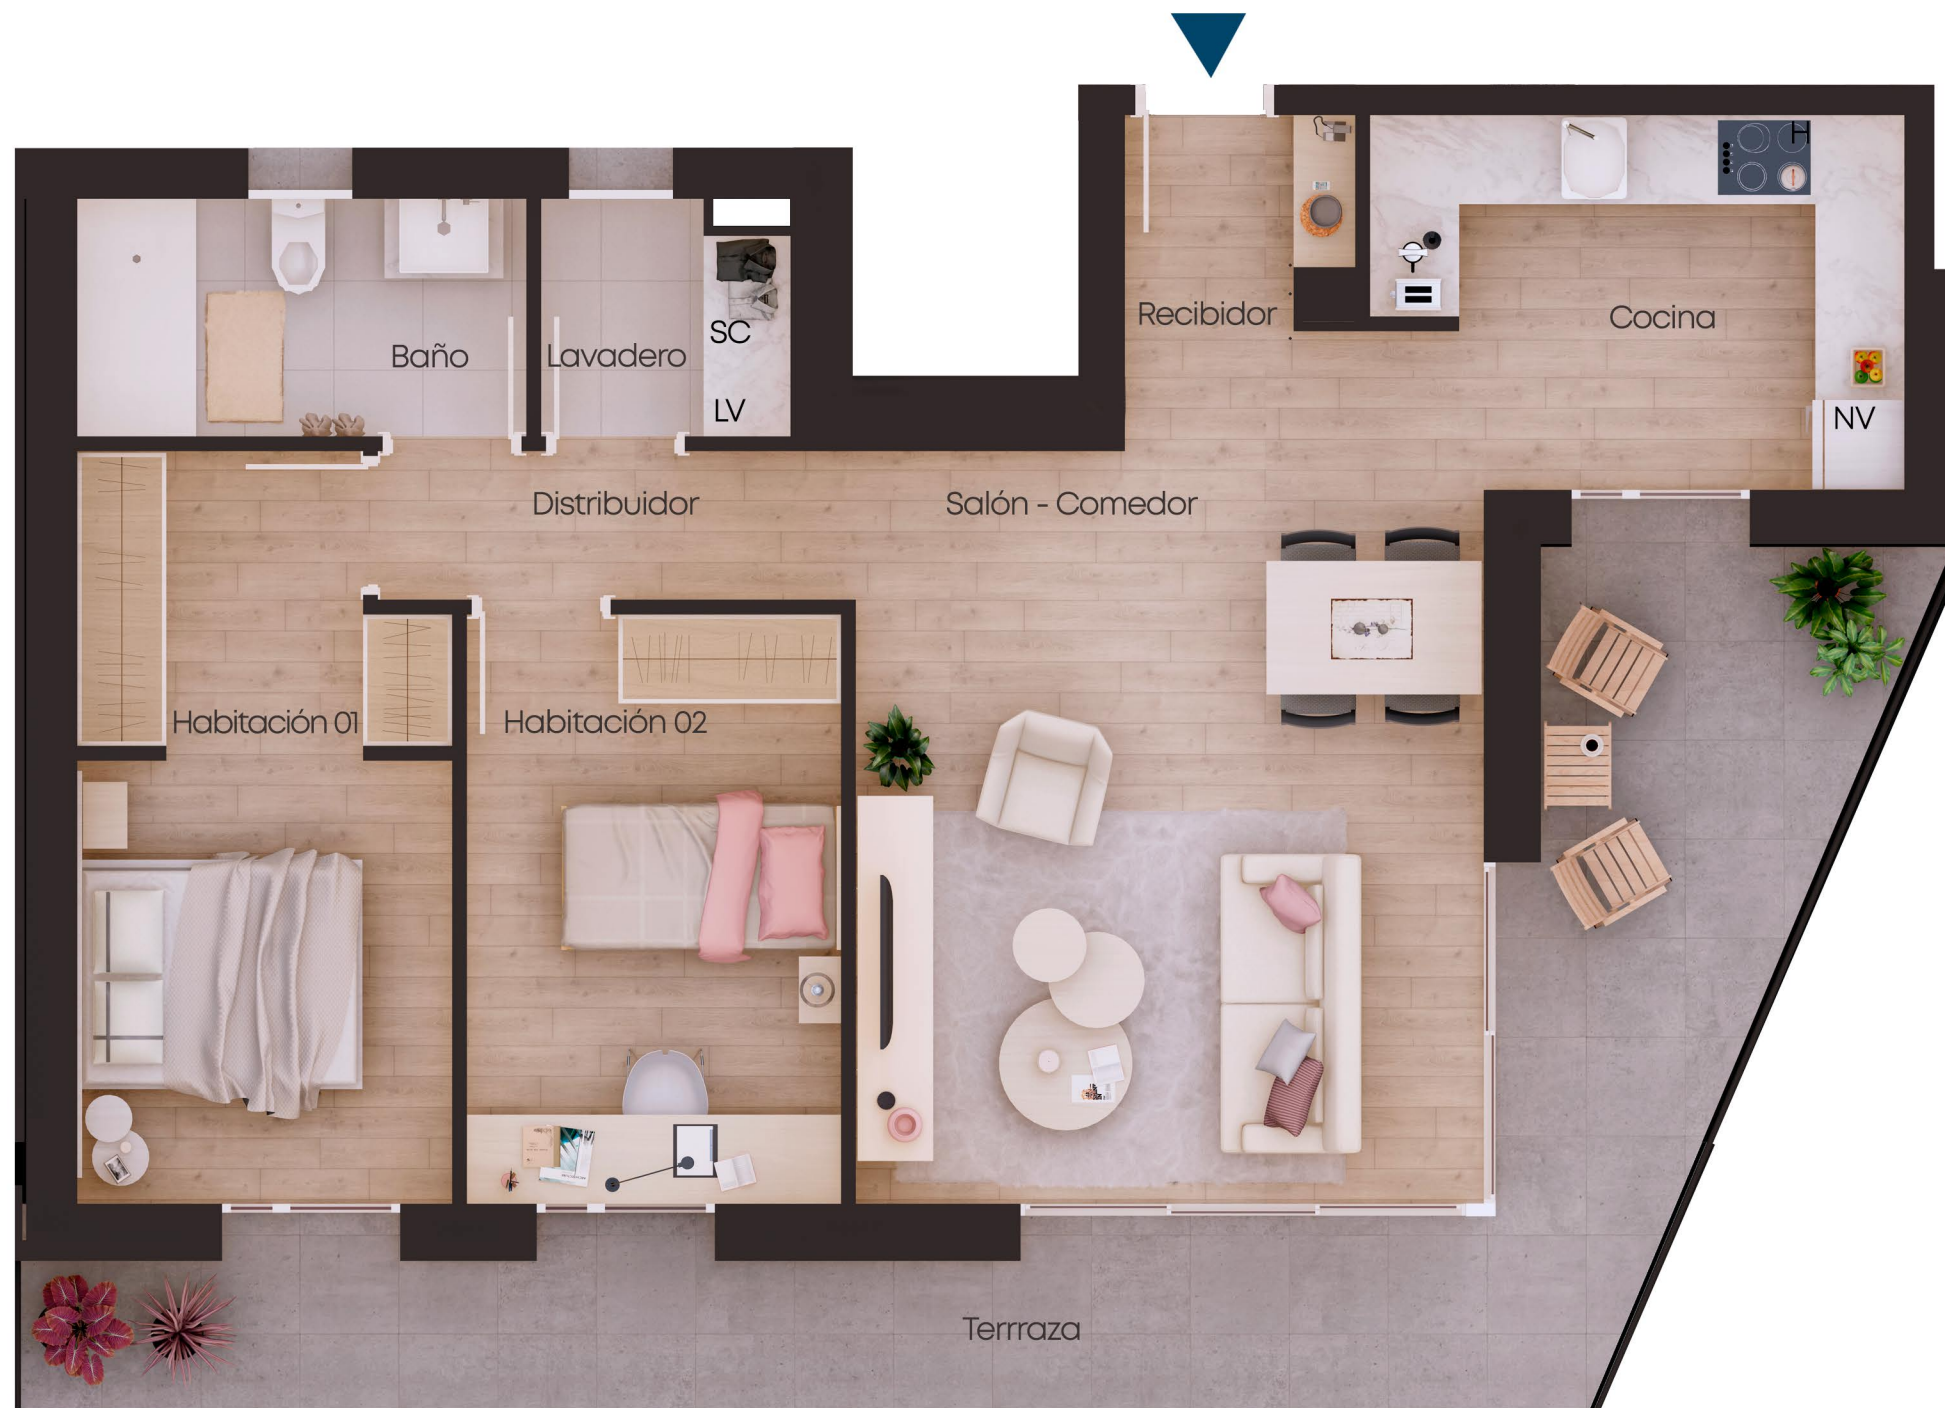 H
Recibidor
Cocina
SC
Baño
Lavadero
LV
NV
Distribuidor
Salón - Comedor
Habitación 01
Habitación 02
Terrraza